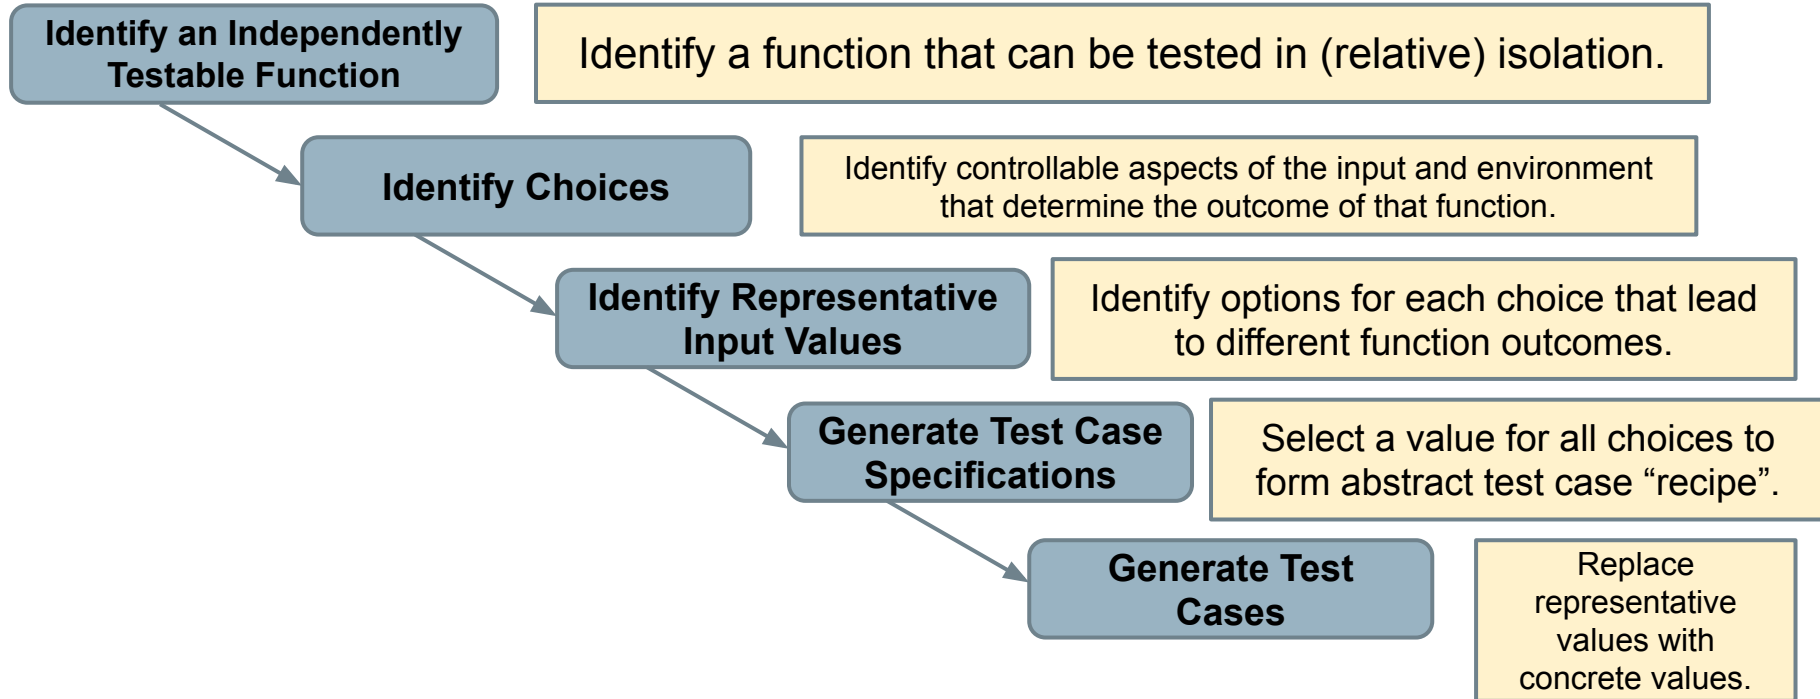 Identify an Independently
Testable Function
Identify a function that can be tested in (relative) isolation.
Identify Choices
Identify controllable aspects of the input and environment
that determine the outcome of that function.
Identify Representative
Input Values
Identify options for each choice that lead
to different function outcomes.
Generate Test Case
Specifications
Select a value for all choices to
form abstract test case “recipe”.
Generate Test
Cases
Replace
representative
values with
concrete values.